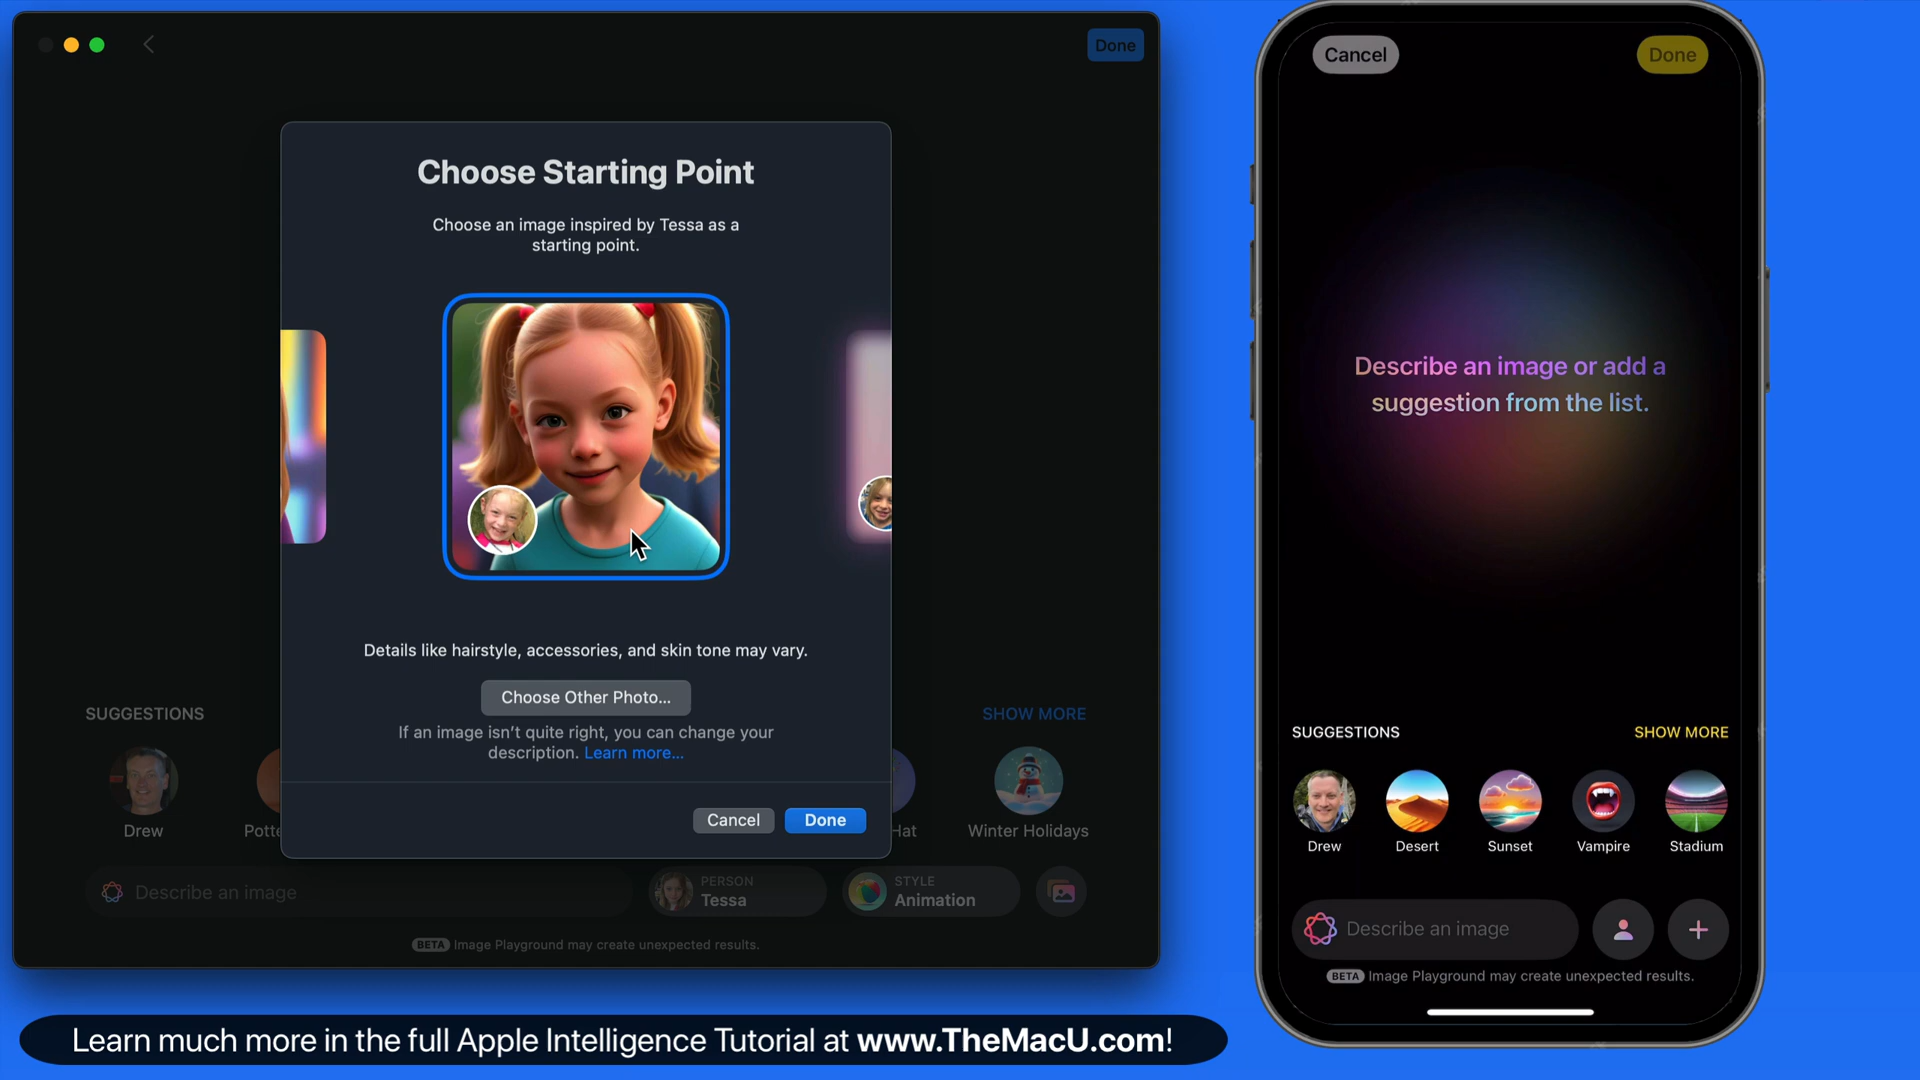 Done
Choose Starting Point
Choose an image inspired by Tessa as a
starting point.
Details like hairstyle, accessories, and skin tone may vary.
Choose Other Photo...
If an image isn't quite right, you can change your
description. Learn more...
Cancel
Done
SUGGESTIONS
SHOW MORE
Drew
Potte
Hat
Winter Holidays
Describe an image
PERSON
Tessa
STYLE
Animation
BETA Image Playground may create unexpected results.
Cancel
Done
Describe an image or add a
suggestion from the list.
SUGGESTIONS
SHOW MORE
Drew
Desert
Sunset
Vampire
Stadium
Describe an image
BETA Image Playground may create unexpected results.
Learn much more in the full Apple Intelligence Tutorial at www.TheMacU.com!